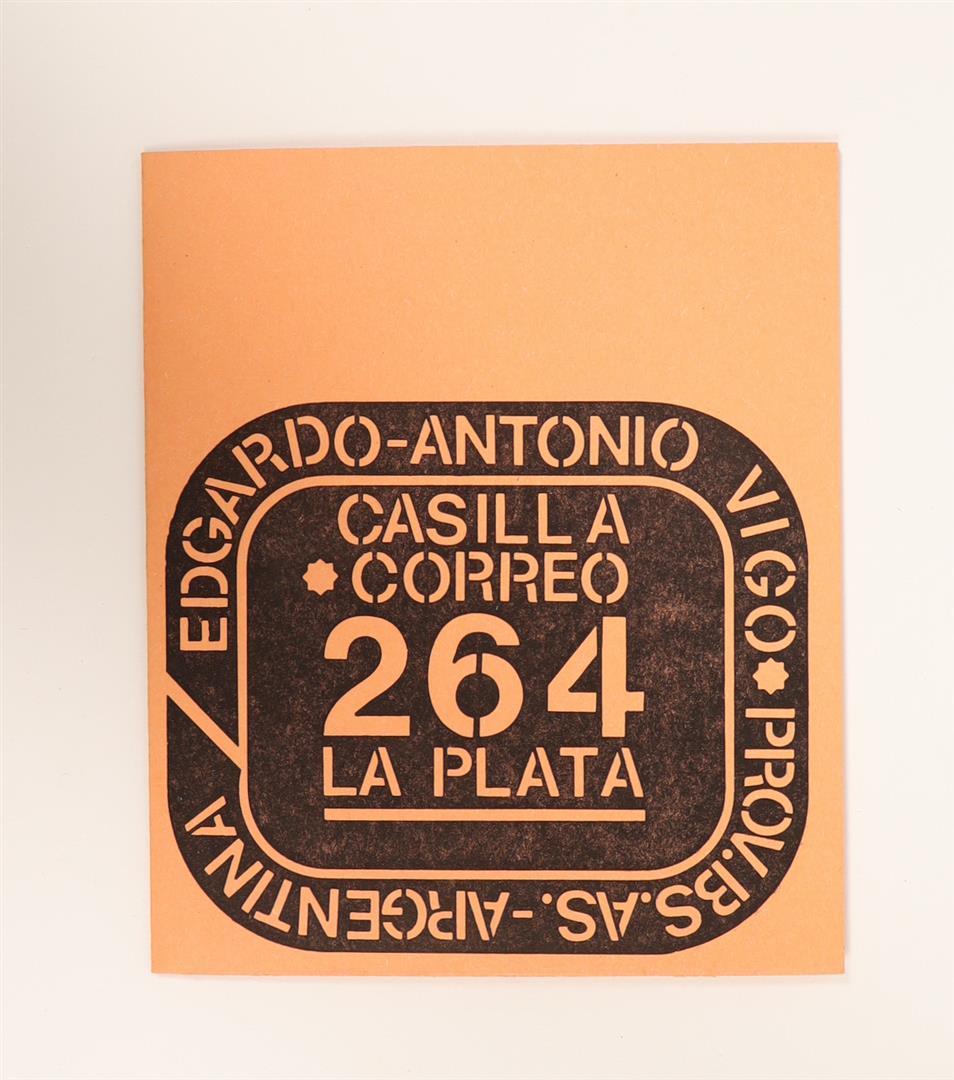 EDGARDO-ANTONIO VIGO * PROV.BS.AS.-ARGENTINA
CASILLA
* CORREO
264
LA PLATA